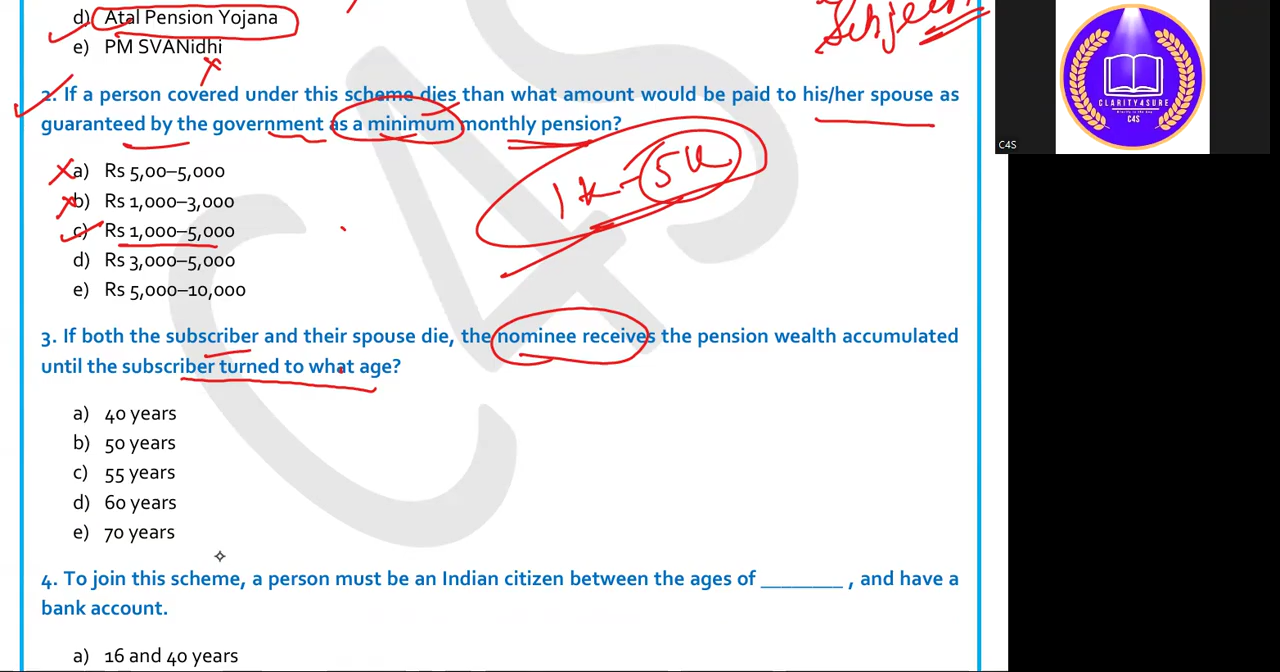 d) Atal Pension Yojana
e) PM SVANidhi
2. If a person covered under this scheme dies than what amount would be paid to his/her spouse as
guaranteed by the government as a minimum monthly pension?
a) Rs 5,00–5,000
b) Rs 1,000–3,000
c) Rs 1,000–5,000
d) Rs 3,000–5,000
e) Rs 5,000–10,000
1k - 5k
3. If both the subscriber and their spouse die, the nominee receives the pension wealth accumulated
until the subscriber turned to what age?
a) 40 years
b) 50 years
c) 55 years
d) 60 years
e) 70 years
4. To join this scheme, a person must be an Indian citizen between the ages of ________ , and have a
bank account.
a) 16 and 40 years
CLARITY4SURE
C4S
C4S